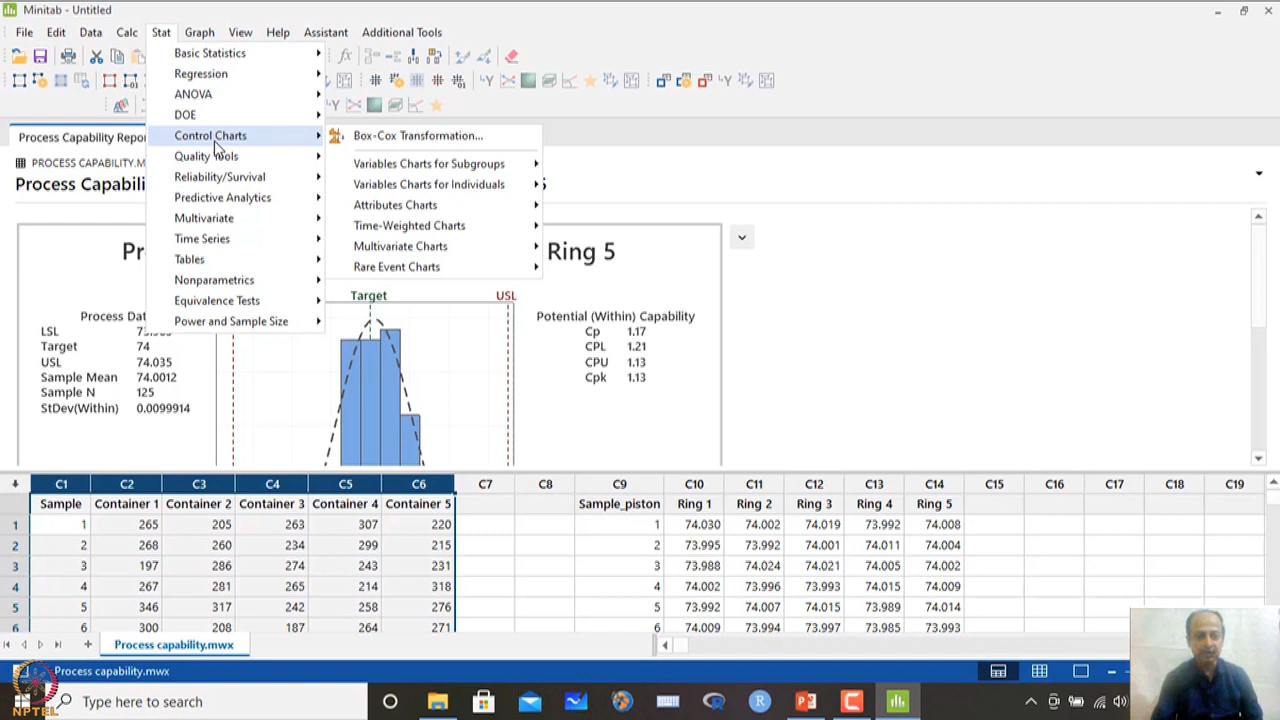 Minitab - Untitled
File Edit Data Calc Stat Graph View Help Assistant Additional Tools
Basic Statistics
Regression
ANOVA
DOE
Control Charts
Quality Tools
Reliability/Survival
Predictive Analytics
Multivariate
Time Series
Tables
Nonparametrics
Equivalence Tests
Power and Sample Size
Box-Cox Transformation...
Variables Charts for Subgroups
Variables Charts for Individuals
Attributes Charts
Time-Weighted Charts
Multivariate Charts
Rare Event Charts
Process Capability Repor
PROCESS CAPABILITY.M
Process Capabil 5
Pr Ring 5
Target USL
Process Da
LSL
Target 74
USL 74.035
Sample Mean 74.0012
Sample N 125
StDev(Within) 0.0099914
Potential (Within) Capability
Cp 1.17
CPL 1.21
CPU 1.13
Cpk 1.13
C1 C2 C3 C4 C5 C6 C7 C8 C9 C10 C11 C12 C13 C14 C15 C16 C17 C18 C19
Sample Container 1 Container 2 Container 3 Container 4 Container 5 Sample_piston Ring 1 Ring 2 Ring 3 Ring 4 Ring 5
1 1 265 205 263 307 220 1 74.030 74.002 74.019 73.992 74.008
2 2 268 260 234 299 215 2 73.995 73.992 74.001 74.011 74.004
3 3 197 286 274 243 231 3 73.988 74.024 74.021 74.005 74.002
4 4 267 281 265 214 318 4 74.002 73.996 73.993 74.015 74.009
5 5 346 317 242 258 276 5 73.992 74.007 74.015 73.989 74.014
6 6 300 208 187 264 271 6 74.009 73.994 73.997 73.985 73.993
Process capability.mwx
Process capability.mwx
Type here to search
NPTEL